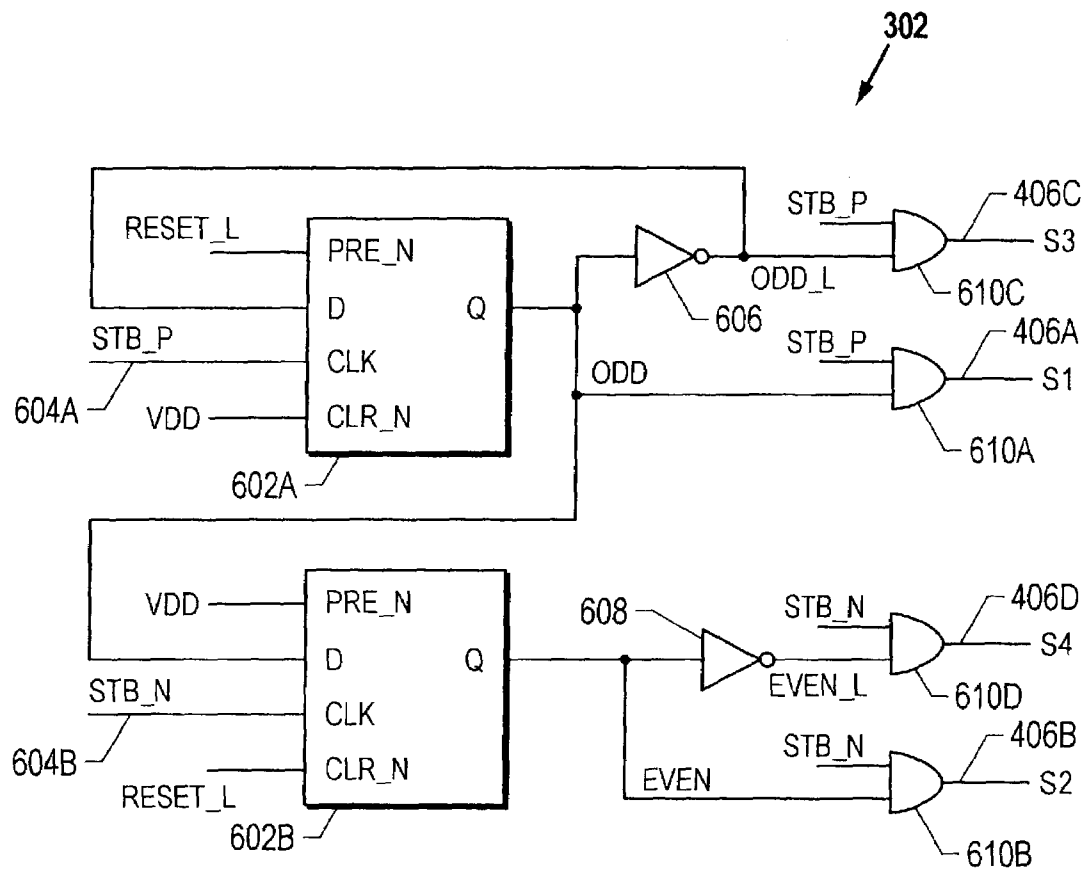 302
RESET_L
PRE_N
D
Q
STB_P
CLK
604A
VDD
CLR_N
602A
606
ODD_L
ODD
STB_P
406C
S3
610C
STB_P
406A
S1
610A
VDD
PRE_N
D
Q
STB_N
CLK
604B
CLR_N
RESET_L
602B
608
EVEN_L
EVEN
STB_N
406D
S4
610D
STB_N
406B
S2
610B